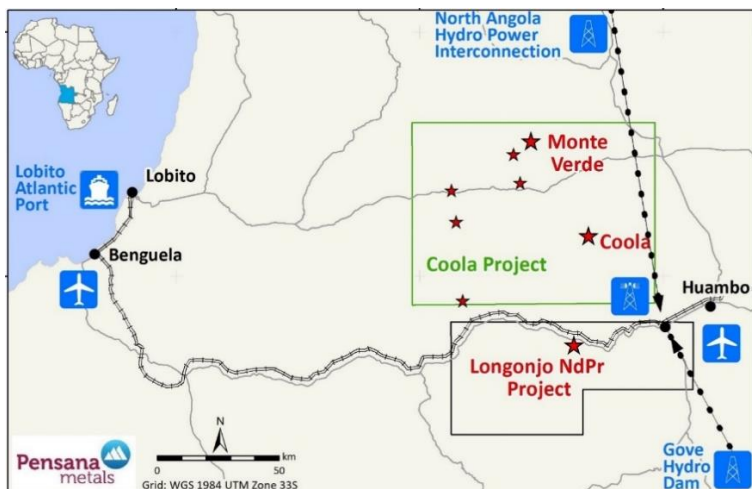 North Angola
Hydro Power
Interconnection
Monte
Verde
Lobito
Lobito
Atlantic
Port
Coola
Benguela
Coola Project
Huambo
Longonjo NdPr
Project
N
Pensana
metals
km
0
50
Grid: WGS 1984 UTM Zone 33S
Gove
Hydro
Dam